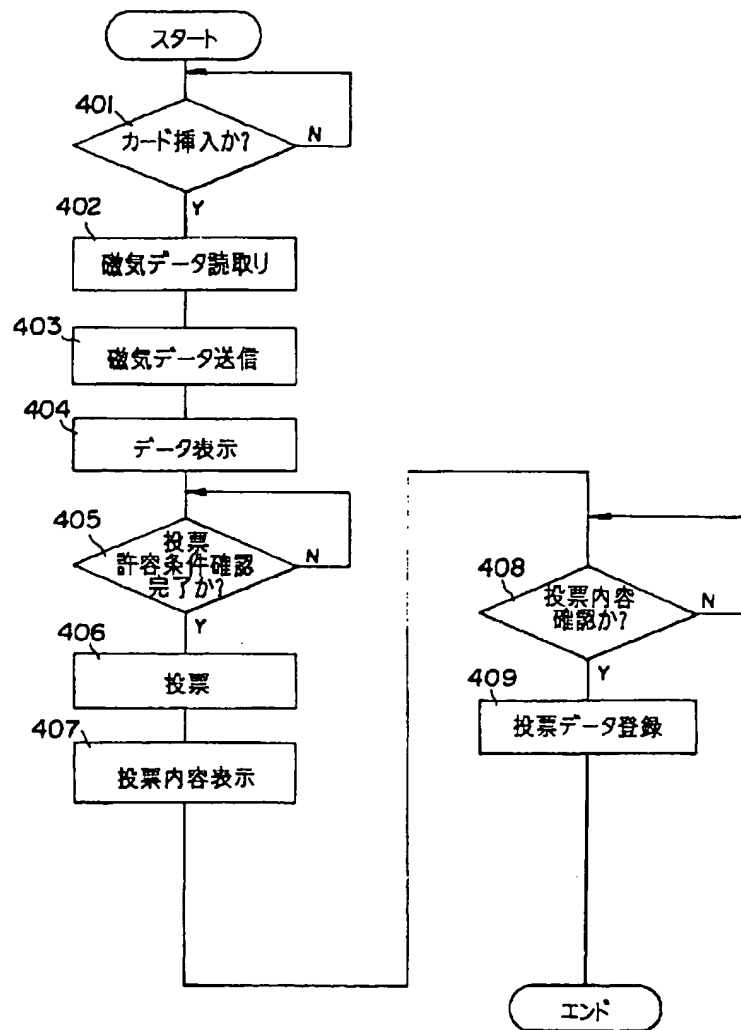 スタート
401
カード挿入か?
N
Y
402
磁気データ読取り
403
磁気データ送信
404
データ表示
405
投票
許容条件確認
完了か?
N
Y
406
投票
407
投票内容表示
408
投票内容
確認か?
N
Y
409
投票データ登録
エンド